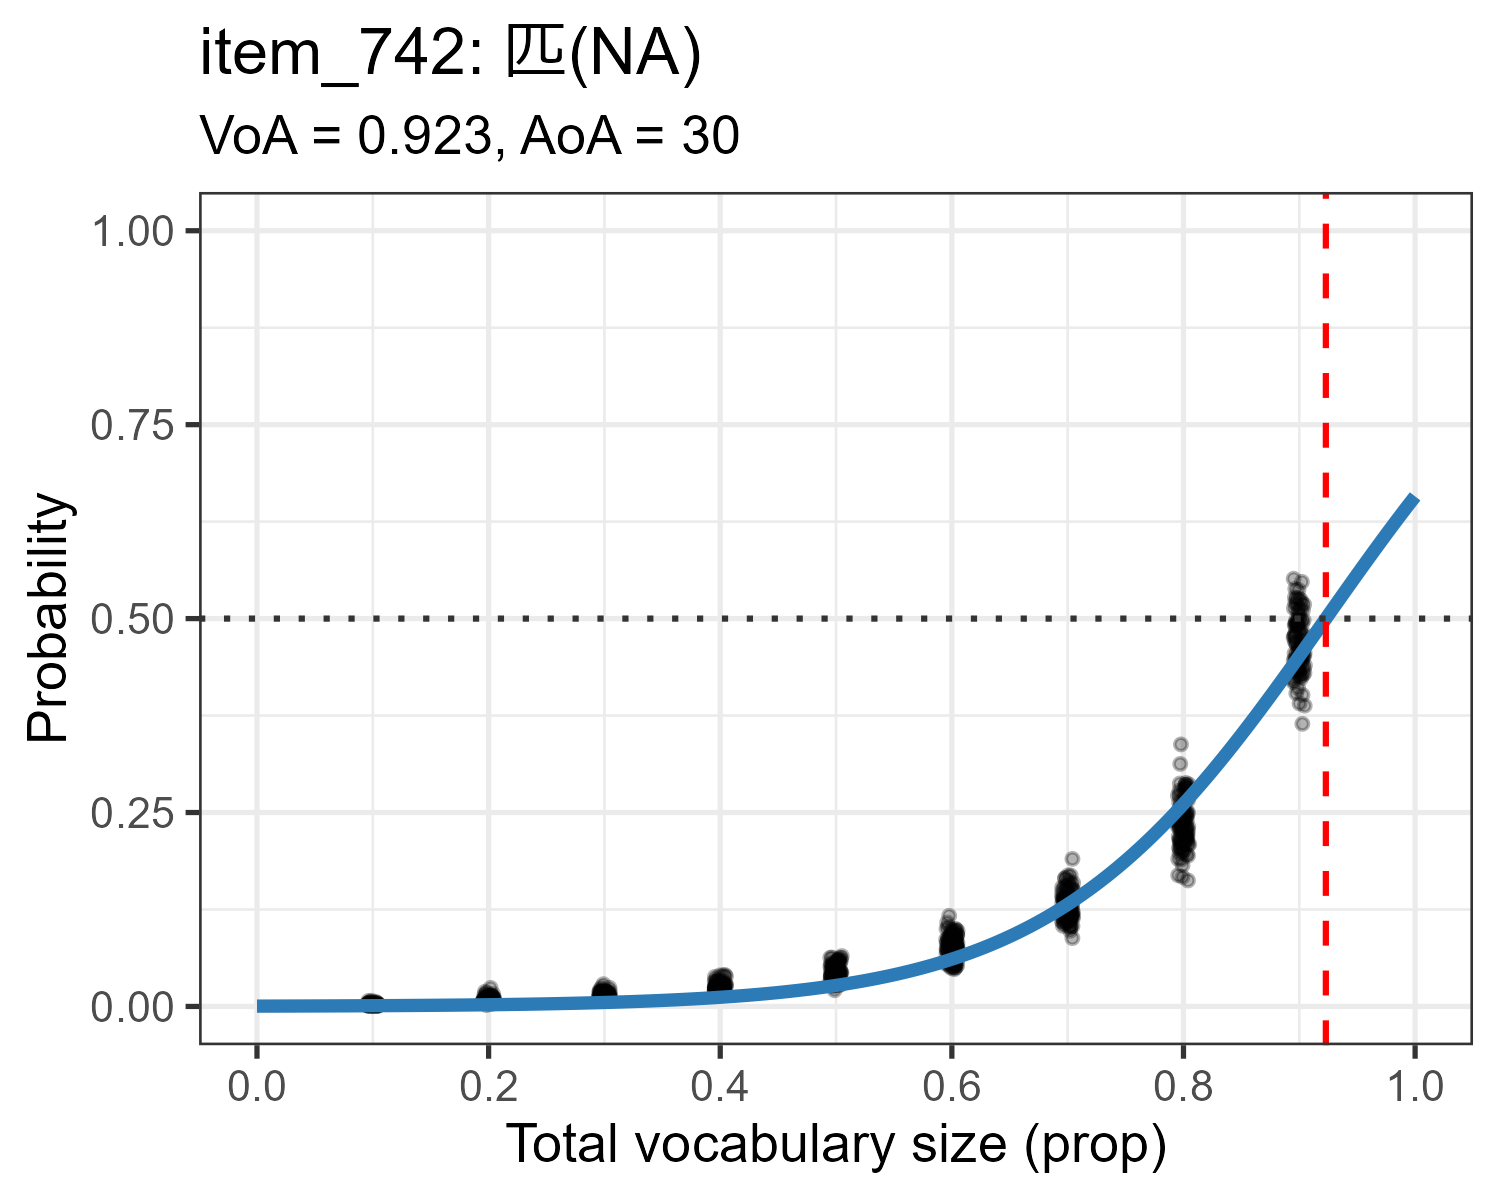 item_742: 匹(NA)
VoA = 0.923, AoA = 30
1.00
0.75
0.50
0.25
0.00
Probability
0.0 0.2 0.4 0.6 0.8 1.0
Total vocabulary size (prop)